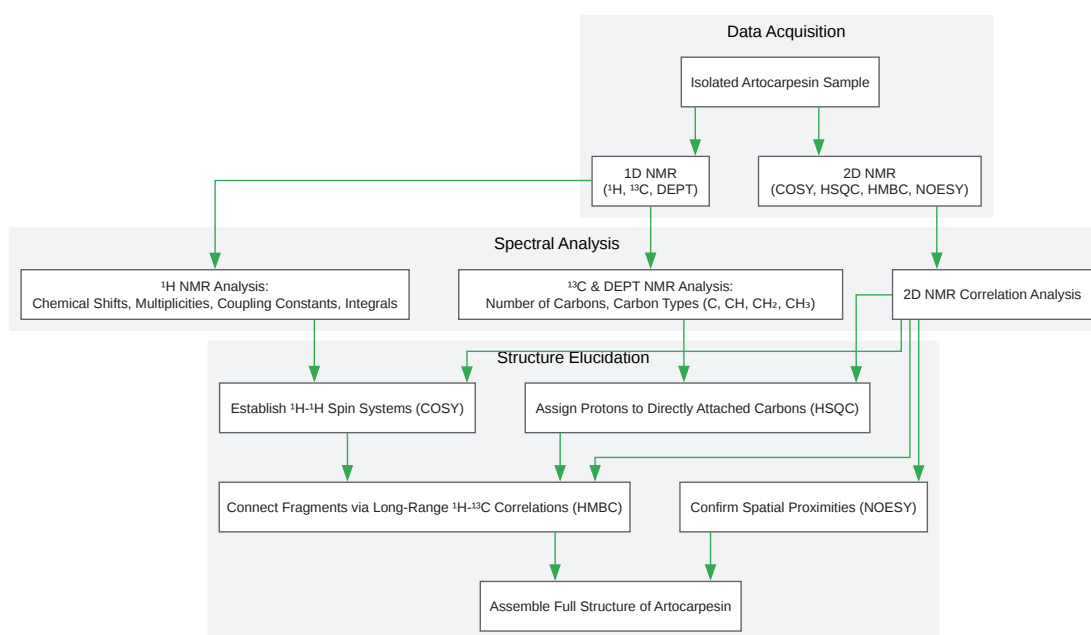 Data Acquisition
Isolated Artocarpesin Sample
1D NMR
(¹H, ¹³C, DEPT)
2D NMR
(COSY, HSQC, HMBC, NOESY)
Spectral Analysis
¹H NMR Analysis:
Chemical Shifts, Multiplicities, Coupling Constants, Integrals
¹³C & DEPT NMR Analysis:
Number of Carbons, Carbon Types (C, CH, CH₂, CH₃)
2D NMR Correlation Analysis
Structure Elucidation
Establish ¹H-¹H Spin Systems (COSY)
Assign Protons to Directly Attached Carbons (HSQC)
Connect Fragments via Long-Range ¹H-¹³C Correlations (HMBC)
Confirm Spatial Proximities (NOESY)
Assemble Full Structure of Artocarpesin